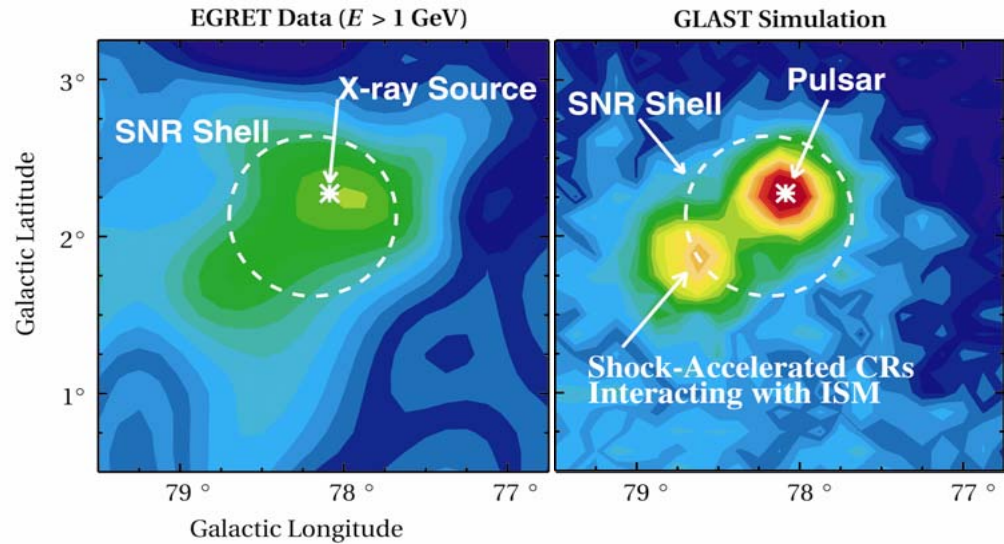 EGRET Data (E > 1 GeV)
GLAST Simulation
3°
2°
1°
Galactic Latitude
X-ray Source
SNR Shell
79 °
78 °
77 °
Galactic Longitude
Pulsar
SNR Shell
Shock-Accelerated CRs
Interacting with ISM
79 °
78 °
77 °